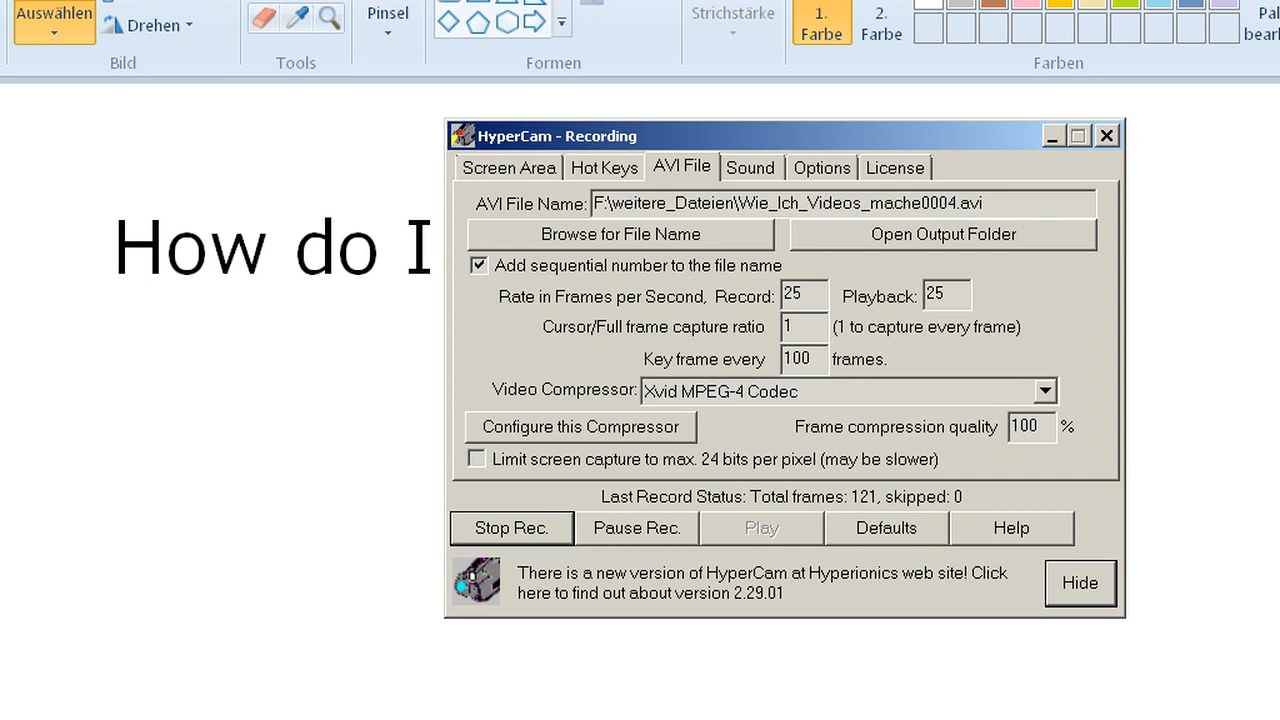 Auswählen
Drehen
Pinsel
Strichstärke
1.
Farbe
2.
Farbe
Bild
Tools
Formen
Farben
How do I
HyperCam - Recording
Screen Area
Hot Keys
AVI File
Sound
Options
License
AVI File Name: F:\weitere_Dateien\Wie_Ich_Videos_mache0004.avi
Browse for File Name
Open Output Folder
Add sequential number to the file name
Rate in Frames per Second, Record: 25 Playback: 25
Cursor/Full frame capture ratio 1 (1 to capture every frame)
Key frame every 100 frames.
Video Compressor: Xvid MPEG-4 Codec
Configure this Compressor
Frame compression quality 100 %
Limit screen capture to max. 24 bits per pixel (may be slower)
Last Record Status: Total frames: 121, skipped: 0
Stop Rec.
Pause Rec.
Play
Defaults
Help
There is a new version of HyperCam at Hyperionics web site! Click
here to find out about version 2.29.01
Hide